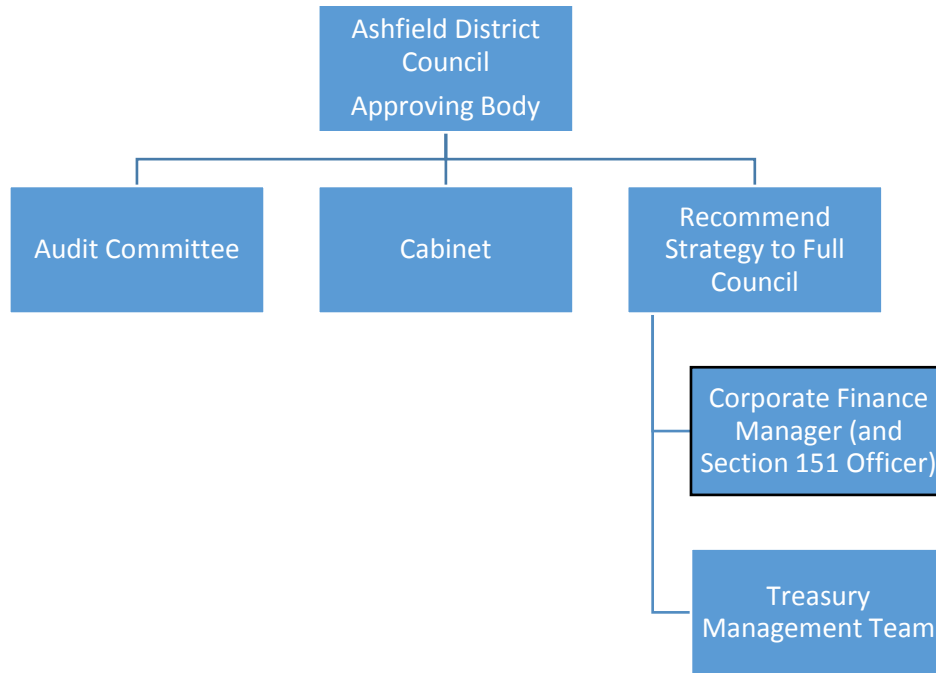 Ashfield District
Council
Approving Body
Audit Committee
Cabinet
Recommend
Strategy to Full
Council
Corporate Finance
Manager (and
Section 151 Officer)
Treasury
Management Team